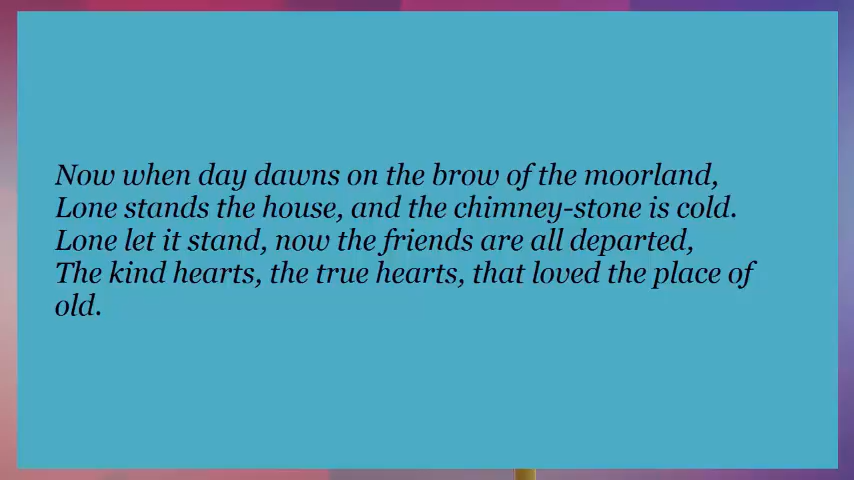 Now when day dawns on the brow of the moorland,
Lone stands the house, and the chimney-stone is cold.
Lone let it stand, now the friends are all departed,
The kind hearts, the true hearts, that loved the place of
old.